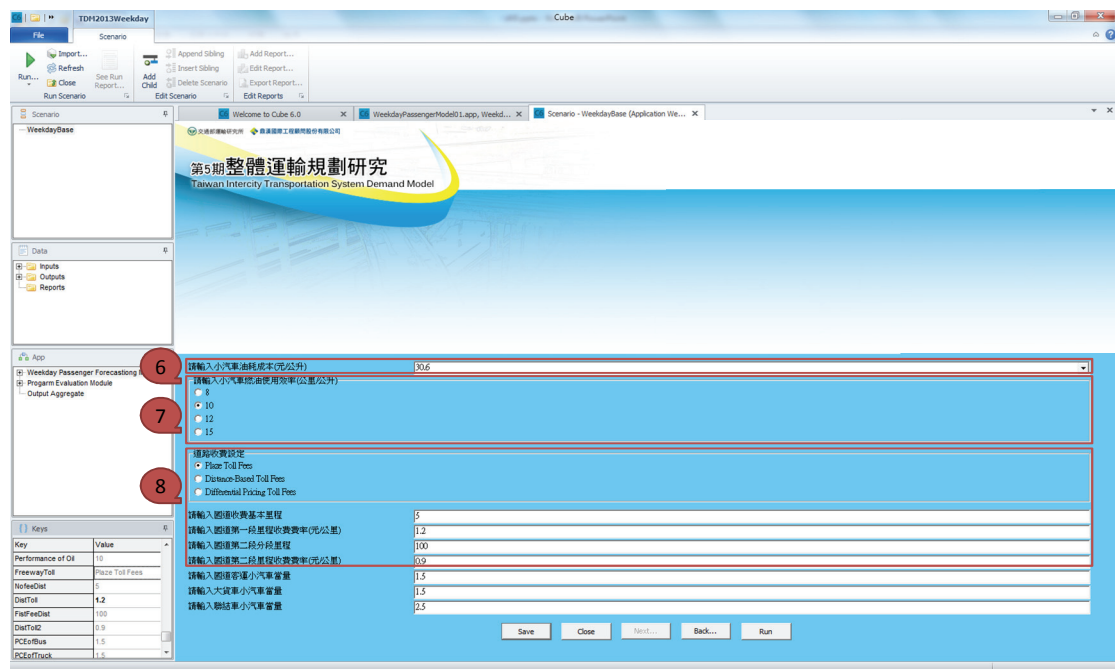 TDM2013Weekday
Cube
File
Scenario
Import...
Refresh
Close
Run...
See Run Report...
Run Scenario
Add Child
Append Sibling
Insert Sibling
Delete Scenario
Edit Scenario
Add Report...
Edit Report...
Export Report...
Edit Reports
Scenario
WeekdayBase
Welcome to Cube 6.0
WeekdayPassengerModel01.app, Weekd...
Scenario - WeekdayBase (Application We...
交通部運輸研究所
鼎漢國際工程顧問股份有限公司
第5期整體運輸規劃研究
Taiwan Intercity Transportation System Demand Model
Data
Inputs
Outputs
Reports
App
Weekday Passenger Forecastiong
Progarm Evaluation Module
Output Aggregate
6
請輸入小汽車油耗成本(元/公升)
30.6
7
請輸入小汽車燃油使用效率(公里/公升)
8
10
12
15
8
道路收費設定
Plaze Toll Fees
Distance-Based Toll Fees
Differential Pricing Toll Fees
請輸入國道收費基本里程
5
請輸入國道第一段里程收費費率(元/公里)
1.2
請輸入國道第二段分段里程
100
請輸入國道第二段里程收費費率(元/公里)
0.9
請輸入國道客運小汽車當量
1.5
請輸入大貨車小汽車當量
1.5
請輸入聯結車小汽車當量
2.5
Save
Close
Next...
Back...
Run
Keys
Key
Value
Performance of Oil
10
FreewayToll
Plaze Toll Fees
NofeeDist
5
DistToll
1.2
FistFeeDist
100
DistToll2
0.9
PCEofBus
1.5
PCEofTruck
1.5